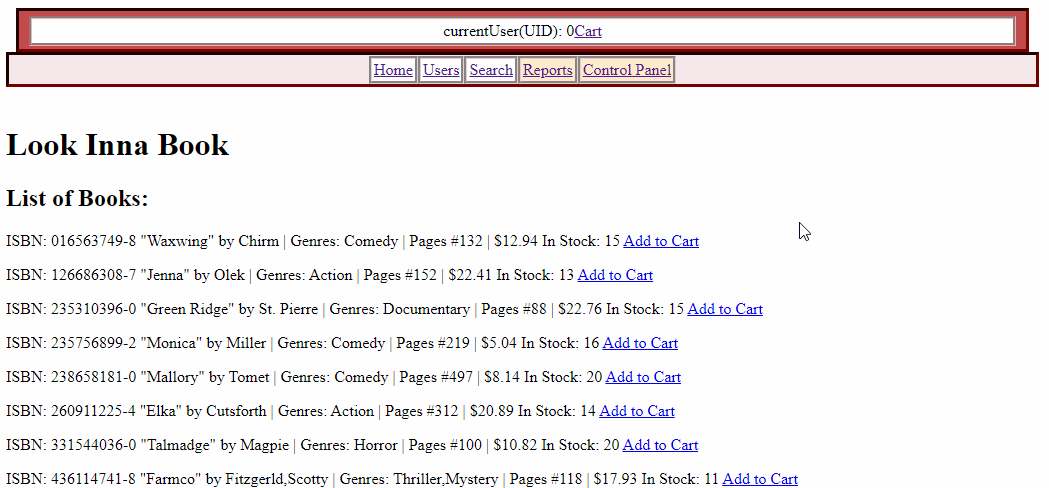 currentUser(UID): 0Cart
Home Users Search Reports Control Panel
Look Inna Book
List of Books:
ISBN: 016563749-8 "Waxwing" by Chirm | Genres: Comedy | Pages #132 | $12.94 In Stock: 15 Add to Cart
ISBN: 126686308-7 "Jenna" by Olek | Genres: Action | Pages #152 | $22.41 In Stock: 13 Add to Cart
ISBN: 235310396-0 "Green Ridge" by St. Pierre | Genres: Documentary | Pages #88 | $22.76 In Stock: 15 Add to Cart
ISBN: 235756899-2 "Monica" by Miller | Genres: Comedy | Pages #219 | $5.04 In Stock: 16 Add to Cart
ISBN: 238658181-0 "Mallory" by Tomet | Genres: Comedy | Pages #497 | $8.14 In Stock: 20 Add to Cart
ISBN: 260911225-4 "Elka" by Cutsforth | Genres: Action | Pages #312 | $20.89 In Stock: 14 Add to Cart
ISBN: 331544036-0 "Talmadge" by Magpie | Genres: Horror | Pages #100 | $10.82 In Stock: 20 Add to Cart
ISBN: 436114741-8 "Farmco" by Fitzgerld,Scotty | Genres: Thriller,Mystery | Pages #118 | $17.93 In Stock: 11 Add to Cart